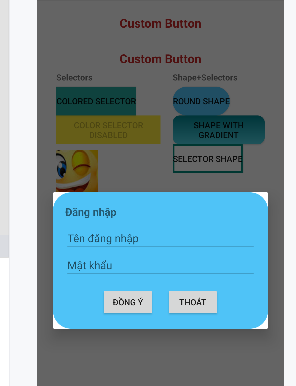 Custom Button
Custom Button
Selectors
Shape+Selectors
COLORED SELECTOR
ROUND SHAPE
COLOR SELECTOR
DISABLED
SHAPE WITH
GRADIENT
SELECTOR SHAPE
Đăng nhập
Tên đăng nhập
Mật khẩu
ĐỒNG Ý
THOÁT